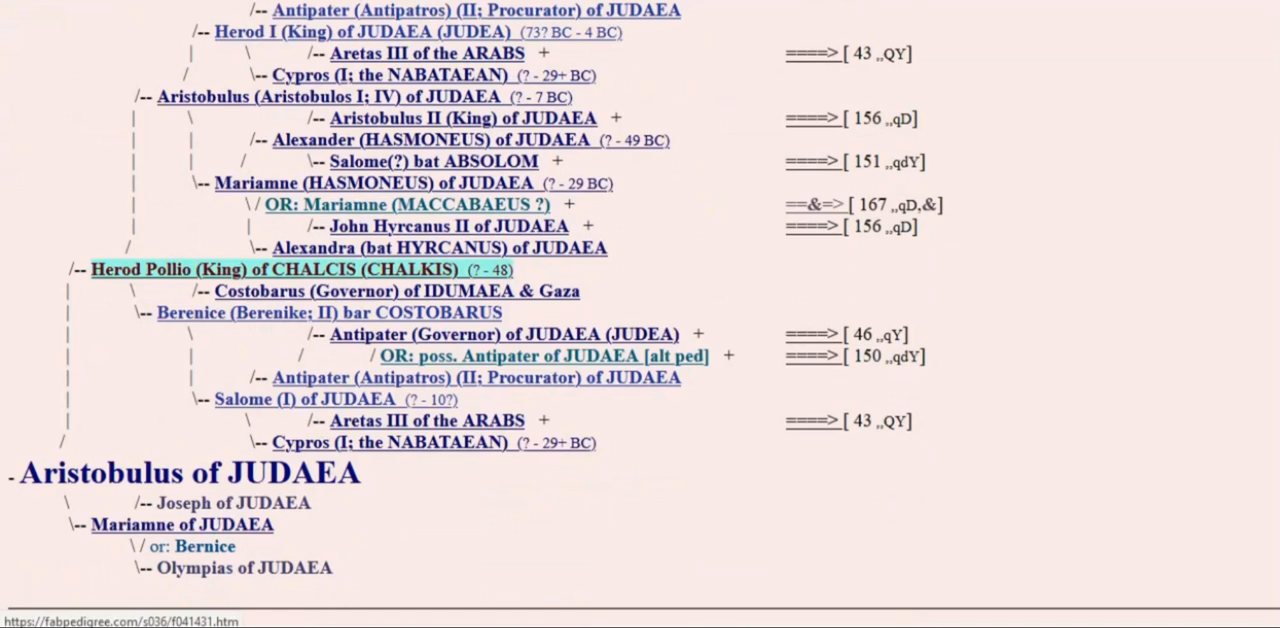 /-- Antipater (Antipatros) (II; Procurator) of JUDAEA
/-- Herod I (King) of JUDAEA (JUDEA) (73? BC - 4 BC)
| \ /-- Aretas III of the ARABS + ====>[ 43 ,,QY]
/ \-- Cypros (I; the NABATAEAN) (? - 29+ BC)
/-- Aristobulus (Aristobulos I; IV) of JUDAEA (? - 7 BC)
| \ /-- Aristobulus II (King) of JUDAEA + ====>[ 156 ,,qD]
| | /-- Alexander (HASMONEUS) of JUDAEA (? - 49 BC)
| | / \-- Salome(?) bat ABSOLOM + ====>[ 151 ,,qdY]
| \-- Mariamne (HASMONEUS) of JUDAEA (? - 29 BC)
| \ / OR: Mariamne (MACCABAEUS ?) + ==&=>[ 167 ,,qD,&]
| | /-- John Hyrcanus II of JUDAEA + ====>[ 156 ,,qD]
/ \-- Alexandra (bat HYRCANUS) of JUDAEA
/-- Herod Pollio (King) of CHALCIS (CHALKIS) (? - 48)
| \ /-- Costobarus (Governor) of IDUMAEA & Gaza
| \-- Berenice (Berenike; II) bar COSTOBARUS
| \ /-- Antipater (Governor) of JUDAEA (JUDEA) + ====>[ 46 ,,qY]
| | / / OR: poss. Antipater of JUDAEA [alt ped] + ====>[ 150 ,,qdY]
| | /-- Antipater (Antipatros) (II; Procurator) of JUDAEA
| \-- Salome (I) of JUDAEA (? - 10?)
| \ /-- Aretas III of the ARABS + ====>[ 43 ,,QY]
/ \-- Cypros (I; the NABATAEAN) (? - 29+ BC)
- Aristobulus of JUDAEA
\ /-- Joseph of JUDAEA
\-- Mariamne of JUDAEA
\ / or: Bernice
\-- Olympias of JUDAEA
https://fabpedigree.com/s036/f041431.htm